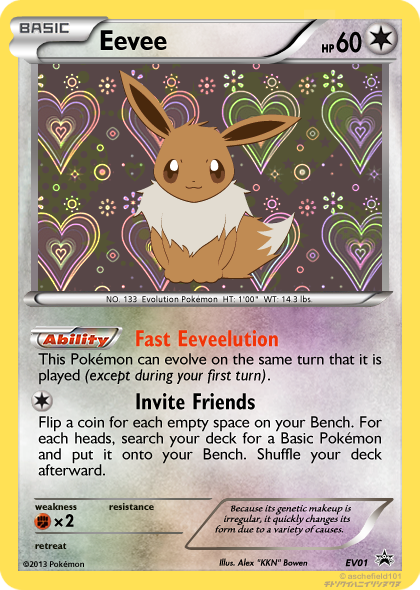 BASIC
Eevee
HP 60
NO. 133 Evolution Pokémon HT: 1'00" WT: 14.3 lbs.
Ability Fast Eeveelution
This Pokémon can evolve on the same turn that it is
played (except during your first turn).
Invite Friends
Flip a coin for each empty space on your Bench. For
each heads, search your deck for a Basic Pokémon
and put it onto your Bench. Shuffle your deck
afterward.
weakness resistance
×2
retreat
Because its genetic makeup is
irregular, it quickly changes its
form due to a variety of causes.
©2013 Pokémon
Illus. Alex "KKN" Bowen
EV01
© aschefield101